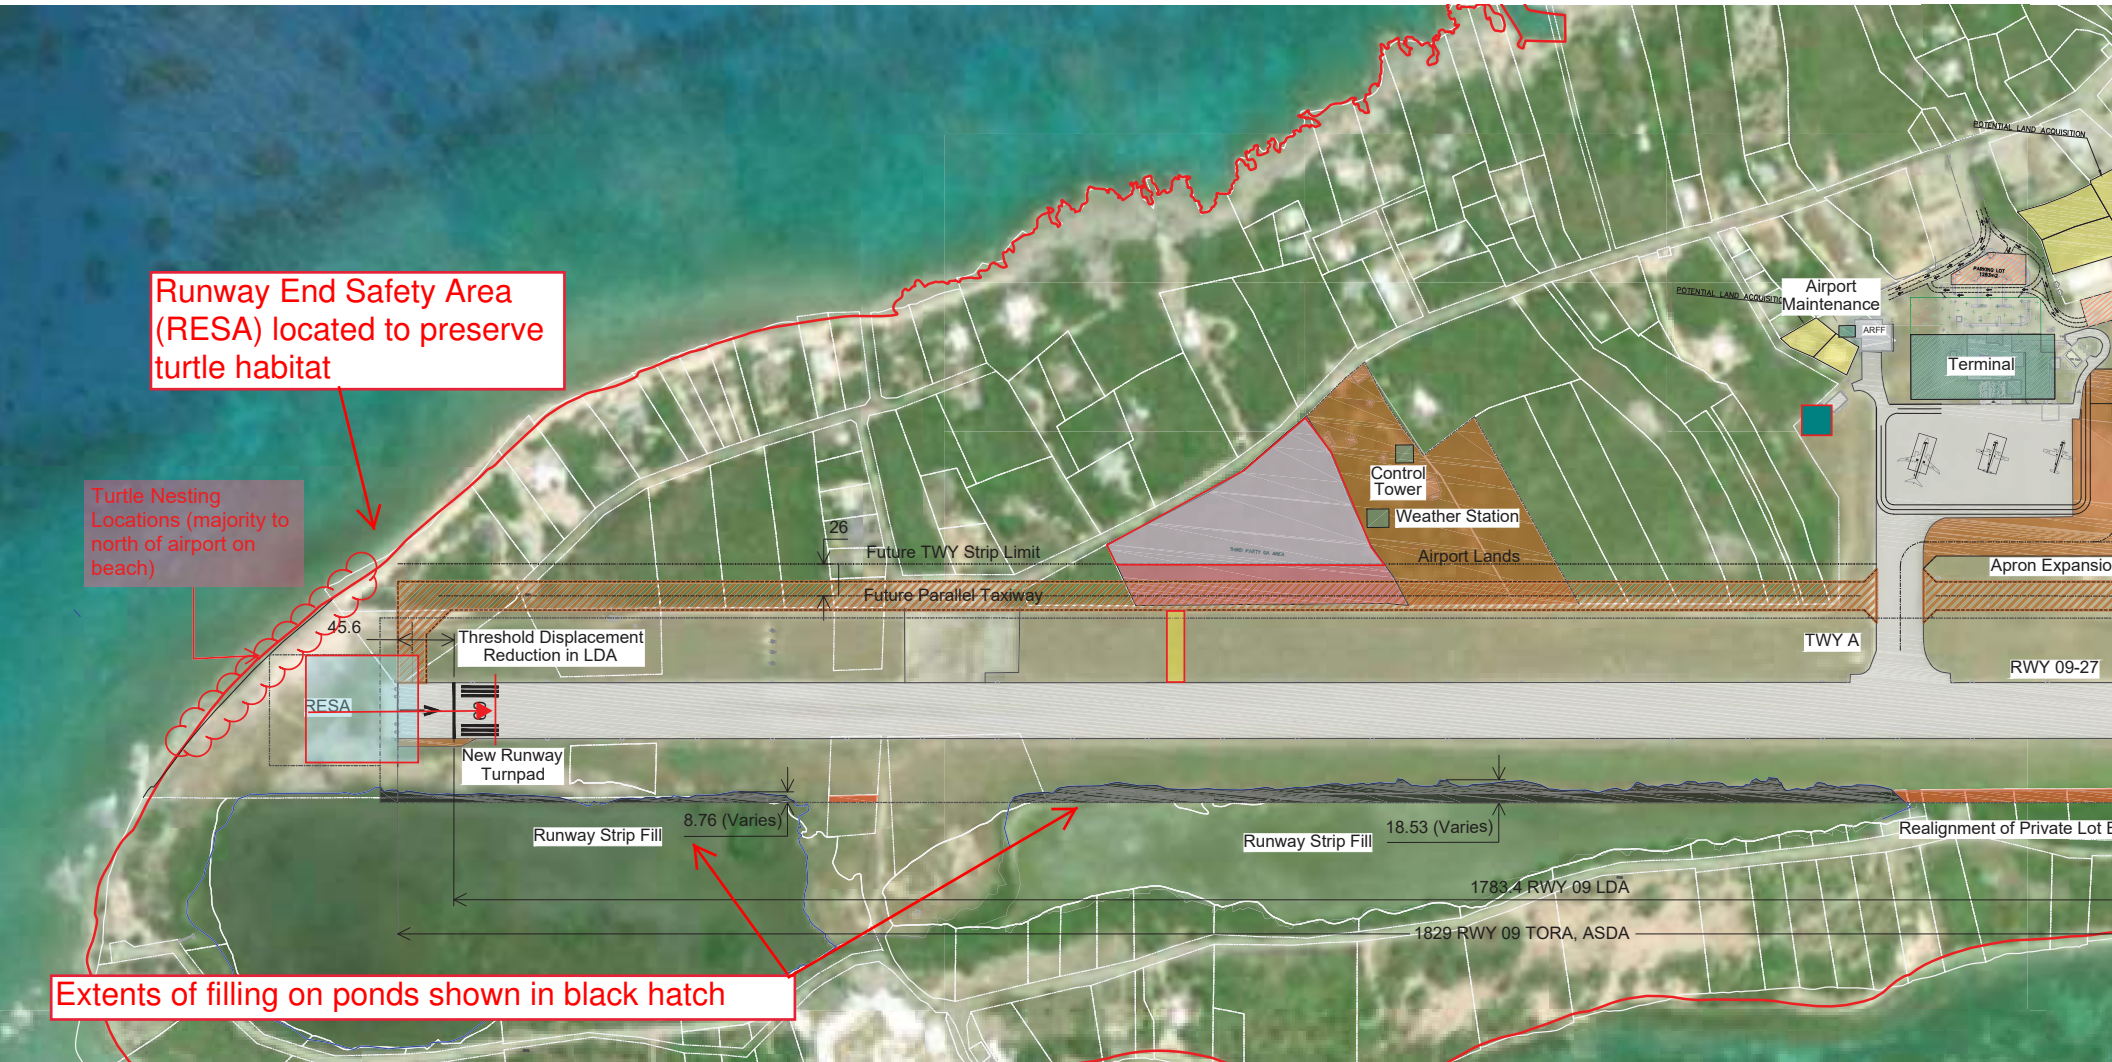 POTENTIAL LAND ACQUISITION
Runway End Safety Area
(RESA) located to preserve
turtle habitat
PARKING LOT
POTENTIAL LAND ACQUISITIO
Airport
Maintenance
ARFF
Terminal
Control
Tower
Weather Station
Turtle Nesting
Locations (majority to
north of airport on
beach)
26
Future TWY Strip Limit
Airport Lands
Apron Expansio
Future Parallel Taxiway
45.6
Threshold Displacement
Reduction in LDA
TWY A
RWY 09-27
RESA
New Runway
Turnpad
8.76 (Varies)
Runway Strip Fill
18.53 (Varies)
Runway Strip Fill
Realignment of Private Lot B
1783.4 RWY 09 LDA
1829 RWY 09 TORA, ASDA
Extents of filling on ponds shown in black hatch